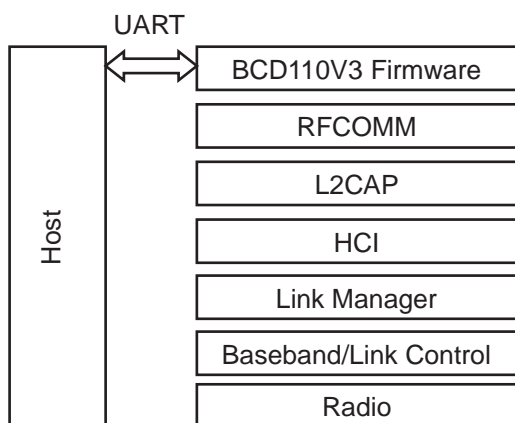 UART
Host
BCD110V3 Firmware
RFCOMM
L2CAP
HCI
Link Manager
Baseband/Link Control
Radio